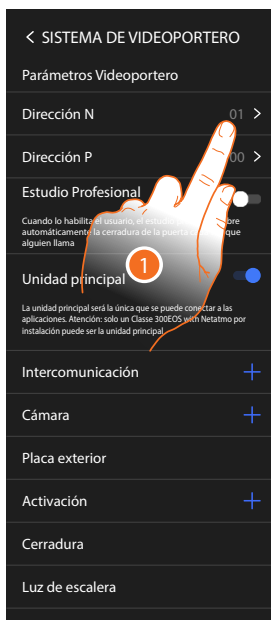 < SISTEMA DE VIDEOPORTERO
Parámetros Videoportero
Dirección N 01 >
Dirección P 00 >
Estudio Profesional
Cuando lo habilita el usuario, el estudio bre
automáticamente la cerradura de la puerta que
alguien llama
1
Unidad principal
La unidad principal será la única que se puede conectar a las
aplicaciones. Atención: solo un Classe 300EOS with Netatmo por
instalación puede ser la unidad principal
Intercomunicación +
Cámara +
Placa exterior
Activación +
Cerradura
Luz de escalera